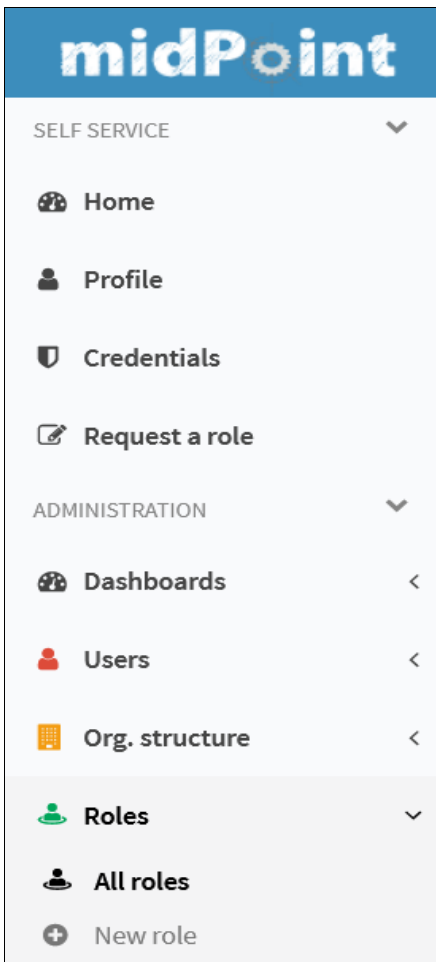 midPoint
SELF SERVICE
Home
Profile
Credentials
Request a role
ADMINISTRATION
Dashboards
Users
Org. structure
Roles
All roles
New role